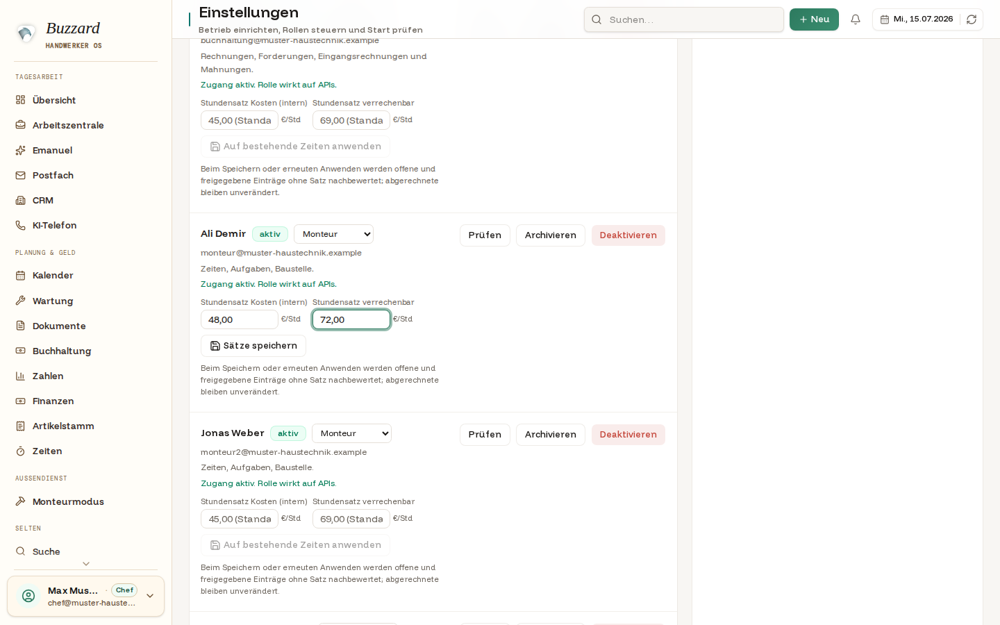 Buzzard
HANDWERKER OS
TAGESARBEIT
Übersicht
Arbeitszentrale
Emanuel
Postfach
CRM
KI-Telefon
PLANUNG & GELD
Kalender
Wartung
Dokumente
Buchhaltung
Zahlen
Finanzen
Artikelstamm
Zeiten
AUSSENDIENST
Monteurmodus
SELTEN
Suche
Max Mus… · Chef
chef@muster-hauste…
Einstellungen
Betrieb einrichten, Rollen steuern und Start prüfen
Suchen…
Neu
Mi., 15.07.2026
buchhaltung@muster-haustechnik.example
Rechnungen, Forderungen, Eingangsrechnungen und
Mahnungen.
Zugang aktiv. Rolle wirkt auf APIs.
Stundensatz Kosten (intern) Stundensatz verrechenbar
45,00 (Standa €/Std. 69,00 (Standa €/Std.
Auf bestehende Zeiten anwenden
Beim Speichern oder erneuten Anwenden werden offene und
freigegebene Einträge ohne Satz nachbewertet; abgerechnete
bleiben unverändert.
Ali Demir aktiv Monteur Prüfen Archivieren Deaktivieren
monteur@muster-haustechnik.example
Zeiten, Aufgaben, Baustelle.
Zugang aktiv. Rolle wirkt auf APIs.
Stundensatz Kosten (intern) Stundensatz verrechenbar
48,00 €/Std. 72,00 €/Std.
Sätze speichern
Beim Speichern oder erneuten Anwenden werden offene und
freigegebene Einträge ohne Satz nachbewertet; abgerechnete
bleiben unverändert.
Jonas Weber aktiv Monteur Prüfen Archivieren Deaktivieren
monteur2@muster-haustechnik.example
Zeiten, Aufgaben, Baustelle.
Zugang aktiv. Rolle wirkt auf APIs.
Stundensatz Kosten (intern) Stundensatz verrechenbar
45,00 (Standa €/Std. 69,00 (Standa €/Std.
Auf bestehende Zeiten anwenden
Beim Speichern oder erneuten Anwenden werden offene und
freigegebene Einträge ohne Satz nachbewertet; abgerechnete
bleiben unverändert.